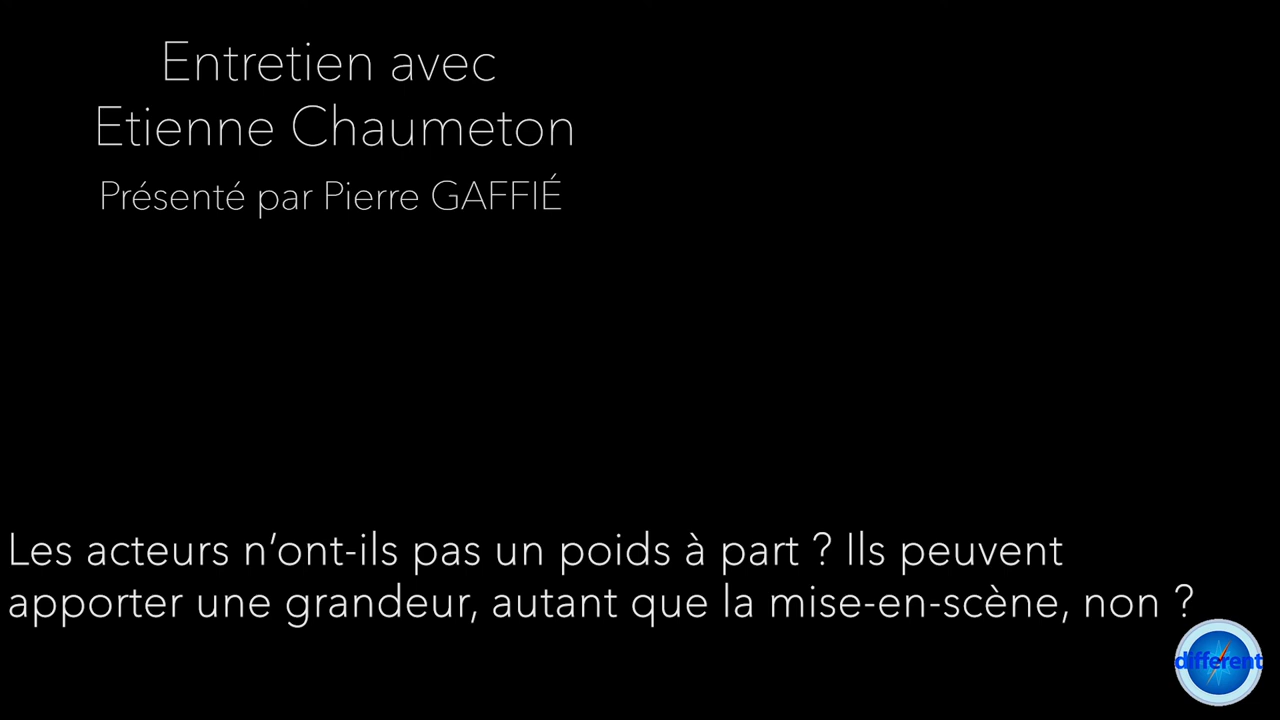 Entretien avec
Etienne Chaumeton
Présenté par Pierre GAFFIÉ
Les acteurs n’ont-ils pas un poids à part ? Ils peuvent
apporter une grandeur, autant que la mise-en-scène, non ?
different